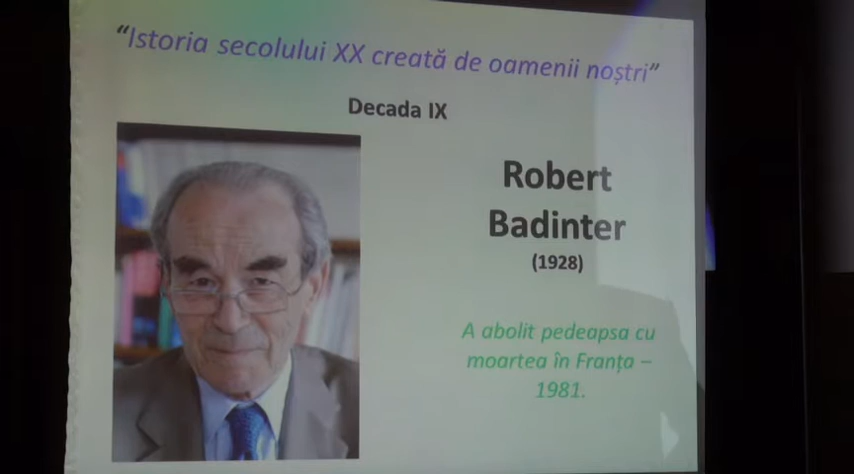 “Istoria secolului XX creată de oamenii noștri”
Decada IX
Robert
Badinter
(1928)
A abolit pedeapsa cu
moartea în Franța –
1981.